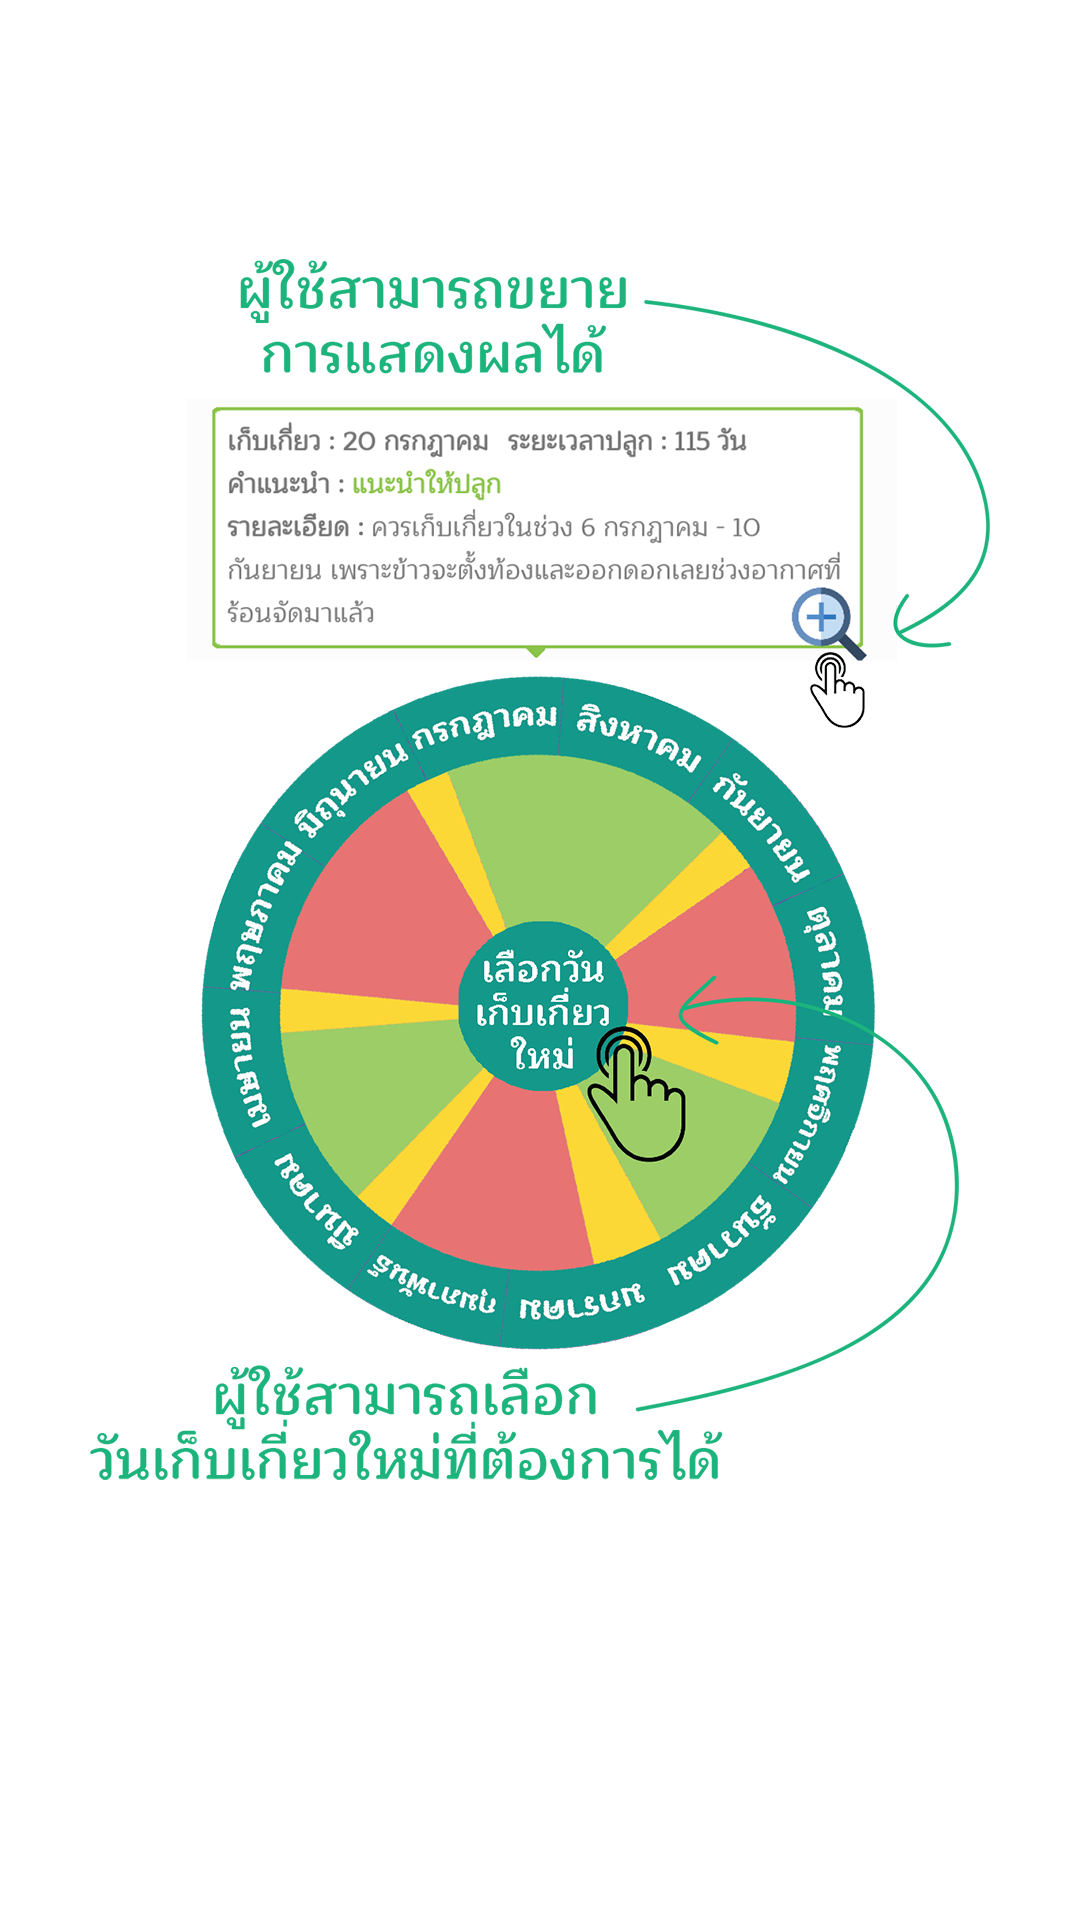 ผู้ใช้สามารถขยาย
การแสดงผลได้
เก็บเกี่ยว : 20 กรกฎาคม ระยะเวลาปลูก : 115 วัน
คำแนะนำ : แนะนำให้ปลูก
รายละเอียด : ควรเก็บเกี่ยวในช่วง 6 กรกฎาคม - 10
กันยายน เพราะข้าวจะตั้งท้องและออกดอกเลยช่วงอากาศที่
ร้อนจัดมาแล้ว
กรกฎาคม
สิงหาคม
กันยายน
ตุลาคม
พฤศจิกายน
ธันวาคม
มกราคม
กุมภาพันธ์
มีนาคม
เมษายน
พฤษภาคม
มิถุนายน
เลือกวัน
เก็บเกี่ยว
ใหม่
ผู้ใช้สามารถเลือก
วันเก็บเกี่ยวใหม่ที่ต้องการได้